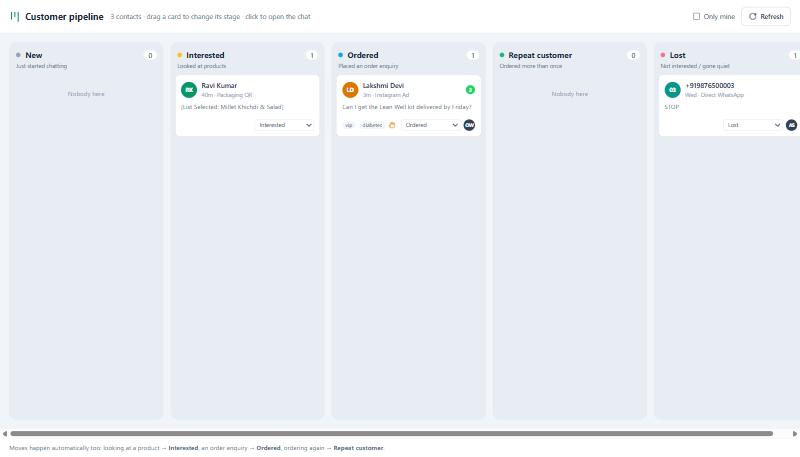 Customer pipeline
3 contacts · drag a card to change its stage · click to open the chat
Only mine
Refresh
New
0
Just started chatting
Nobody here
Interested
1
Looked at products
RK
Ravi Kumar
40m · Packaging QR
[List Selected: Millet Khichdi & Salad]
Interested
Ordered
1
Placed an order enquiry
LD
Lakshmi Devi
3m · Instagram Ad
3
Can I get the Lean Well kit delivered by Friday?
vip
diabetec
Ordered
OW
Repeat customer
0
Ordered more than once
Nobody here
Lost
1
Not interested / gone quiet
03
+919876500003
Wed · Direct WhatsApp
STOP
Lost
AS
Moves happen automatically too: looking at a product → Interested, an order enquiry → Ordered, ordering again → Repeat customer.